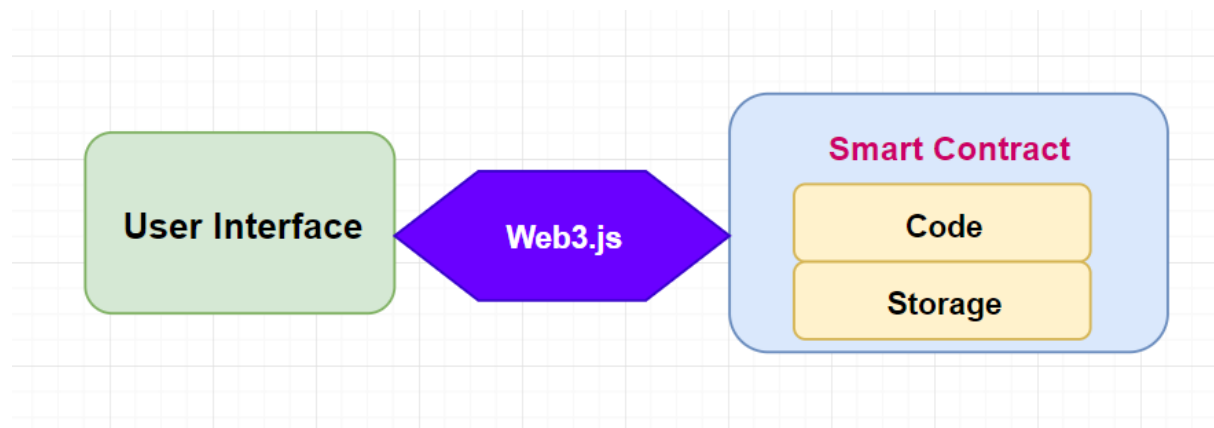 User Interface
Web3.js
Smart Contract
Code
Storage